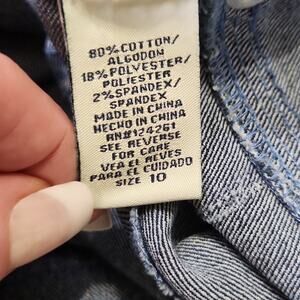 80% COTTON/
ALGODON
18% POLYESTER/
POLIESTER
2% SPANDEX/
SPANDEX
MADE IN CHINA
HECHO EN CHINA
RN#124261
SEE REVERSE
FOR CARE
VEA EL REVES
PARA EL CUIDADO
SIZE 10